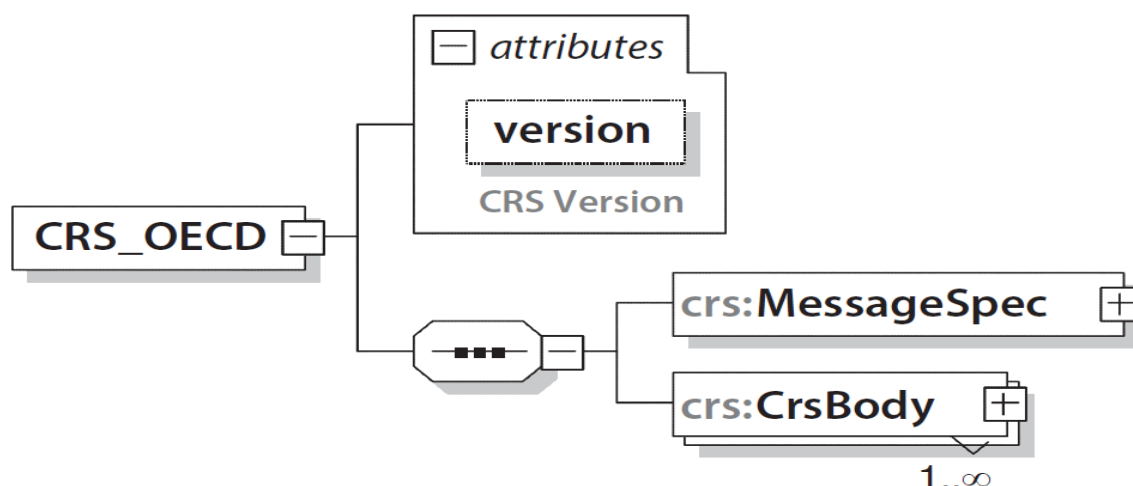 attributes
version
CRS Version
CRS_OECD
crs:MessageSpec
crs:CrsBody
1..∞